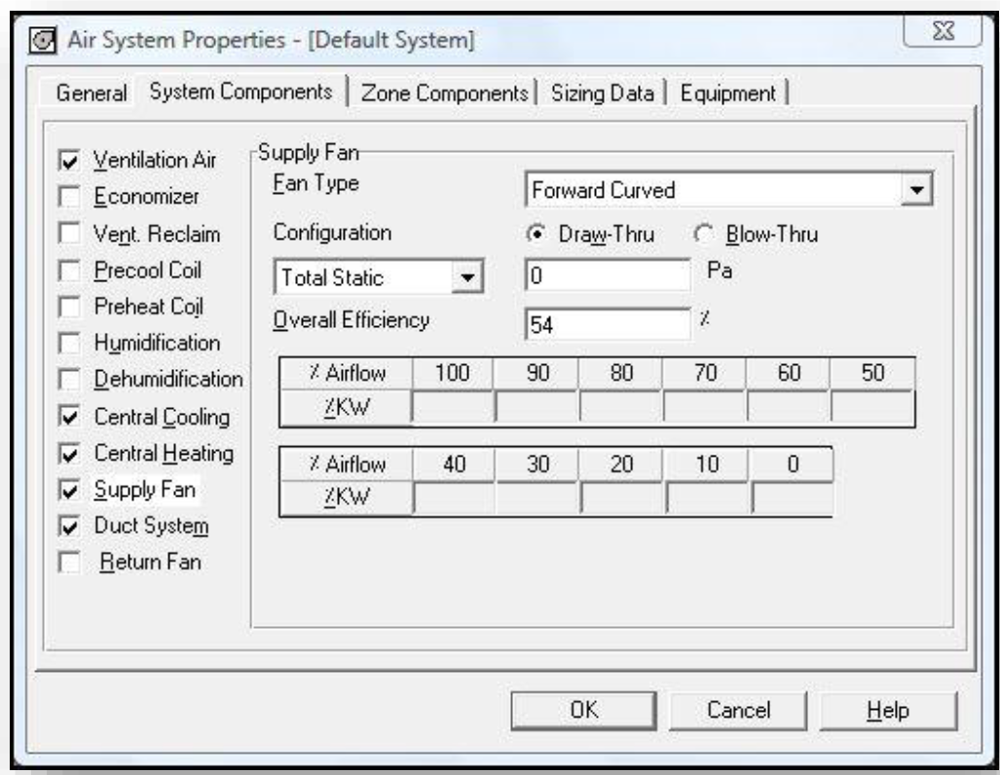 Air System Properties - [Default System]
General System Components Zone Components Sizing Data Equipment
Ventilation Air
Economizer
Vent. Reclaim
Precool Coil
Preheat Coil
Humidification
Dehumidification
Central Cooling
Central Heating
Supply Fan
Duct System
Return Fan
Supply Fan
Fan Type Forward Curved
Configuration Draw-Thru Blow-Thru
Total Static 0 Pa
Overall Efficiency 54 %
% Airflow 100 90 80 70 60 50
%KW
% Airflow 40 30 20 10 0
%KW
OK Cancel Help